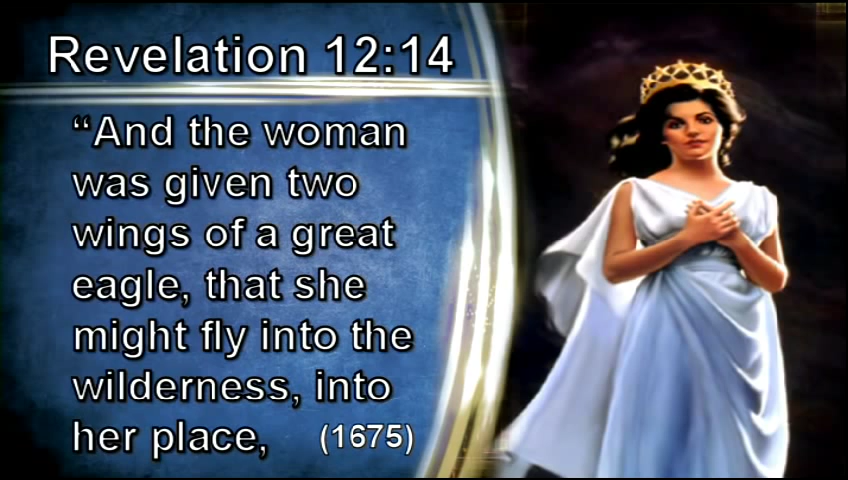 Revelation 12:14
“And the woman
was given two
wings of a great
eagle, that she
might fly into the
wilderness, into
her place, (1675)